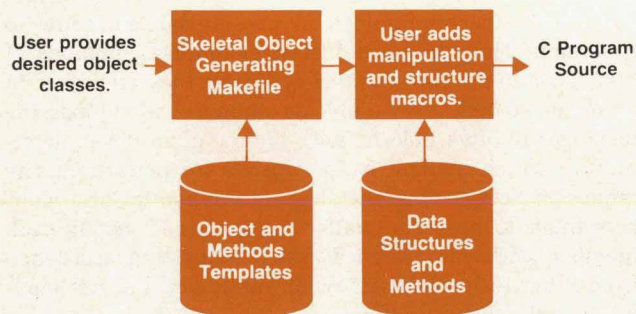 User provides
desired object
classes.
Skeletal Object
Generating
Makefile
User adds
manipulation
and structure
macros.
C Program
Source
Object and
Methods
Templates
Data
Structures
and
Methods